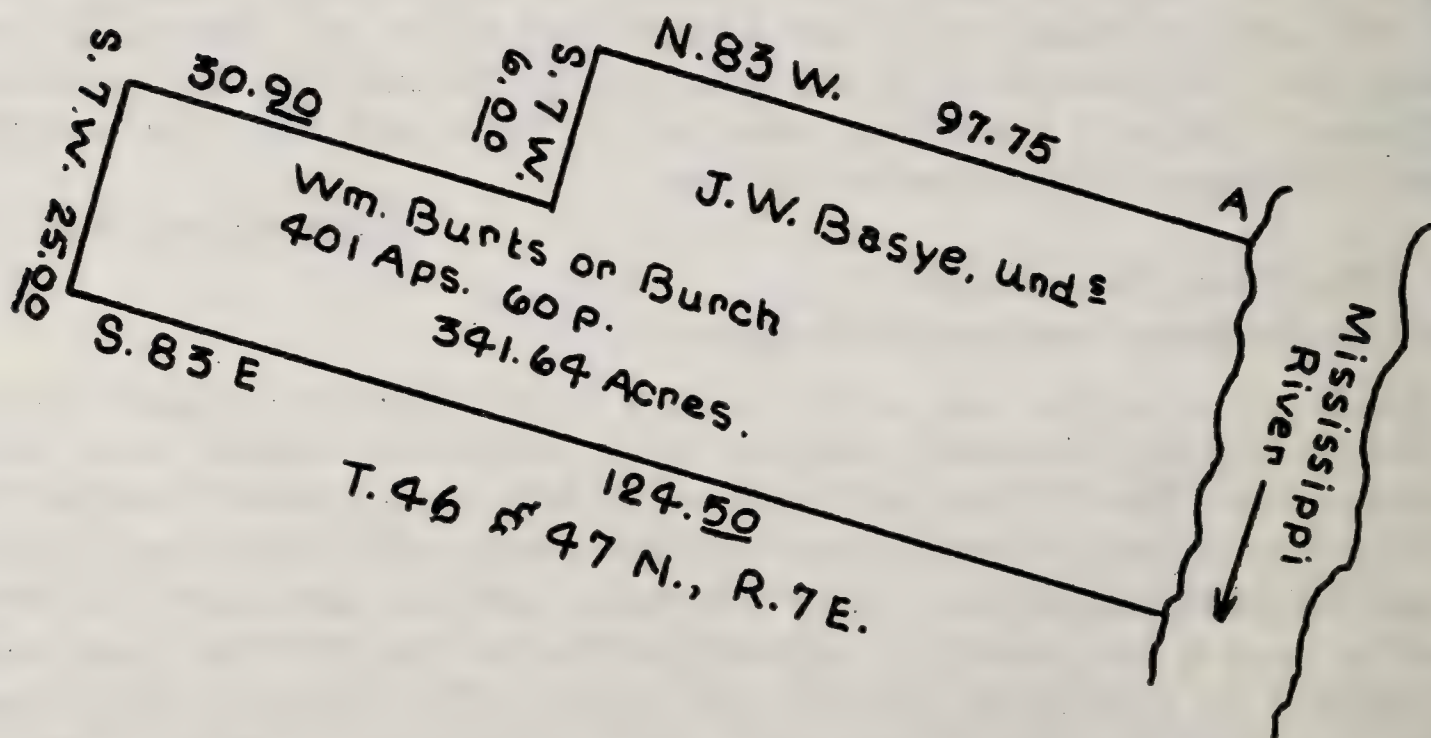 N. 83 W.
97.75
A
S. 7 W.
6.00
30.90
S. 7. W. 25.00
J. W. Basye, unds
Wm. Burts or Burch
401 Aps. 60 p.
341.64 Acres.
S. 83 E
124.50
T. 46 & 47 N., R. 7 E.
Mississippi
River